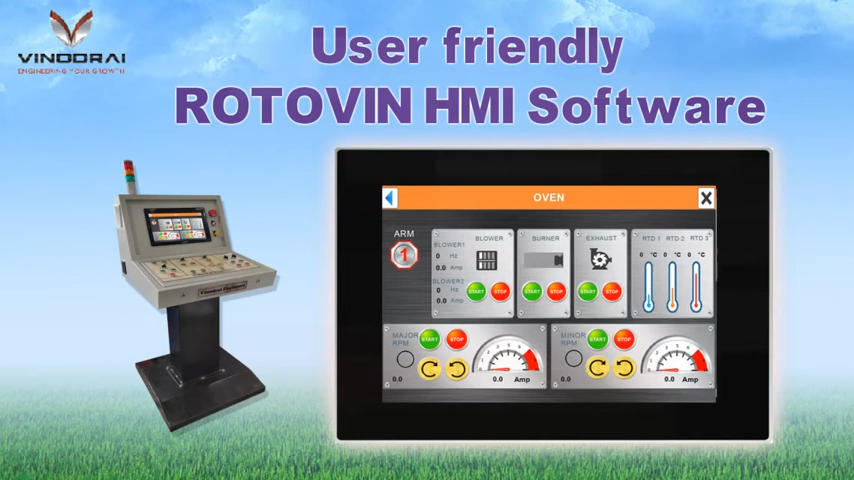 VINODRAI
ENGINEERING YOUR GROWTH
User friendly
ROTOVIN HMI Software
OVEN
ARM
1
BLOWER
BLOWER1
0 Hz
0.0 Amp
BLOWER2
0 Hz
0.0 Amp
START STOP
BURNER
START STOP
EXHAUST
START STOP
RTD 1 RTD 2 RTD 3
0 °C 0 °C 0 °C
MAJOR
RPM
START STOP
0.0
0.0 Amp
MINOR
RPM
START STOP
0.0
0.0 Amp